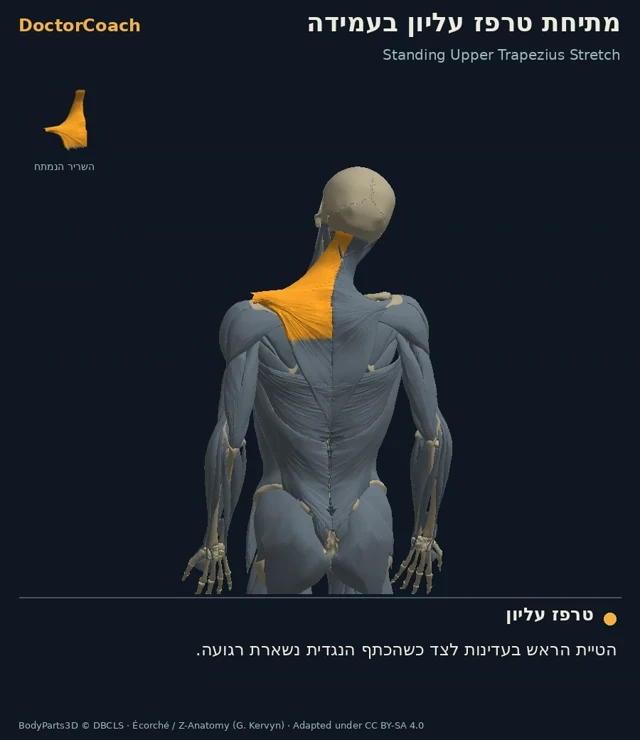 DoctorCoach
מתיחת טרפז עליון בעמידה
Standing Upper Trapezius Stretch
השריר הנמתח
טרפז עליון
הטיית הראש בעדינות לצד כשהכתף הנגדית נשארת רגועה.
BodyParts3D © DBCLS · Écorché / Z-Anatomy (G. Kervyn) · Adapted under CC BY-SA 4.0